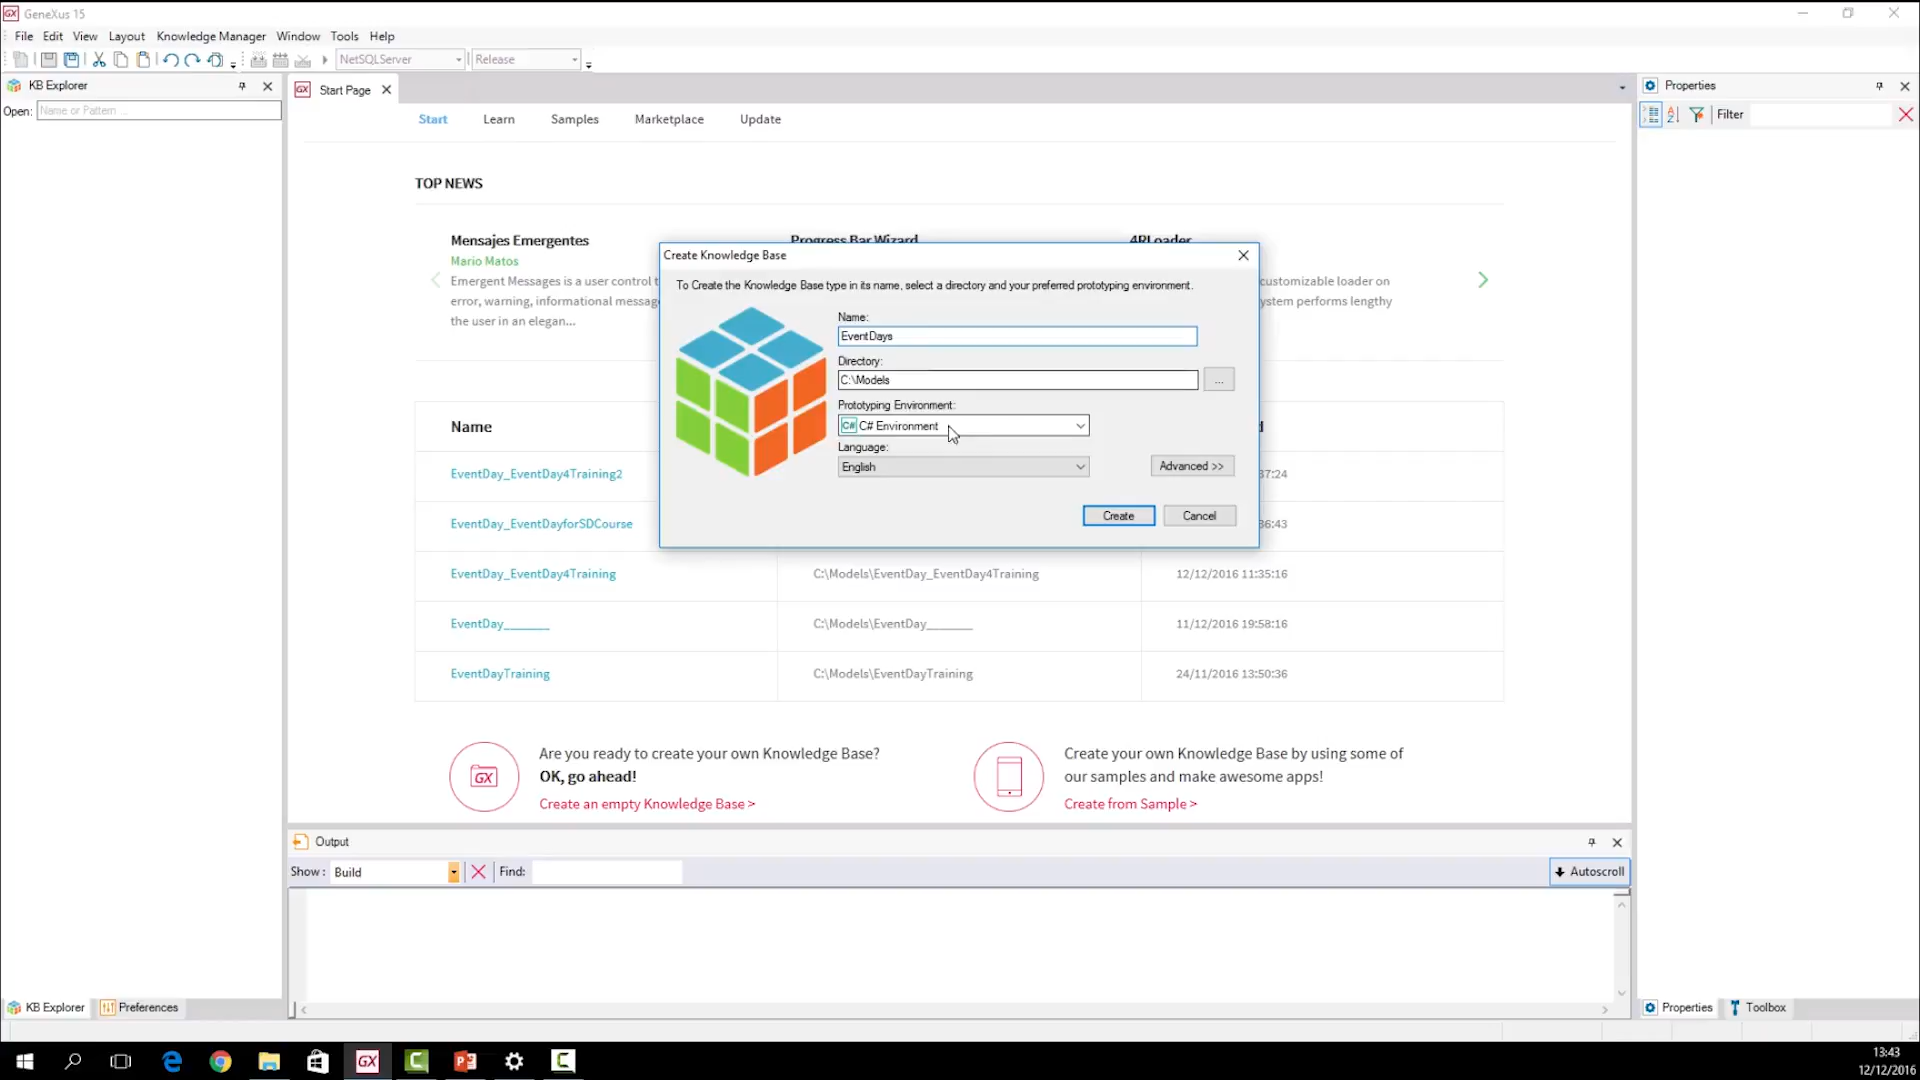 GeneXus 15
File Edit View Layout Knowledge Manager Window Tools Help
NetSQLServer Release
KB Explorer
Open: Name or Pattern ...
Start Page
Start Learn Samples Marketplace Update
TOP NEWS
Mensajes Emergentes
Mario Matos
Emergent Messages is a user control t
error, warning, informational messag
the user in an elegan...
Progress Bar Wizard
4RLoader
customizable loader on
ystem performs lengthy
Create Knowledge Base
To Create the Knowledge Base type in its name, select a directory and your preferred prototyping environment.
Name:
EventDays
Directory:
C:\Models
...
Prototyping Environment:
C# C# Environment
Language:
English
Advanced >>
Create Cancel
Name
EventDay_EventDay4Training2 37:24
EventDay_EventDayforSDCourse 36:43
EventDay_EventDay4Training C:\Models\EventDay_EventDay4Training 12/12/2016 11:35:16
EventDay_______ C:\Models\EventDay_______ 11/12/2016 19:58:16
EventDayTraining C:\Models\EventDayTraining 24/11/2016 13:50:36
GX
Are you ready to create your own Knowledge Base?
OK, go ahead!
Create an empty Knowledge Base >
Create your own Knowledge Base by using some of
our samples and make awesome apps!
Create from Sample >
Output
Show : Build Find: Autoscroll
Properties
Filter
KB Explorer Preferences
Properties Toolbox
GX
13:43
12/12/2016